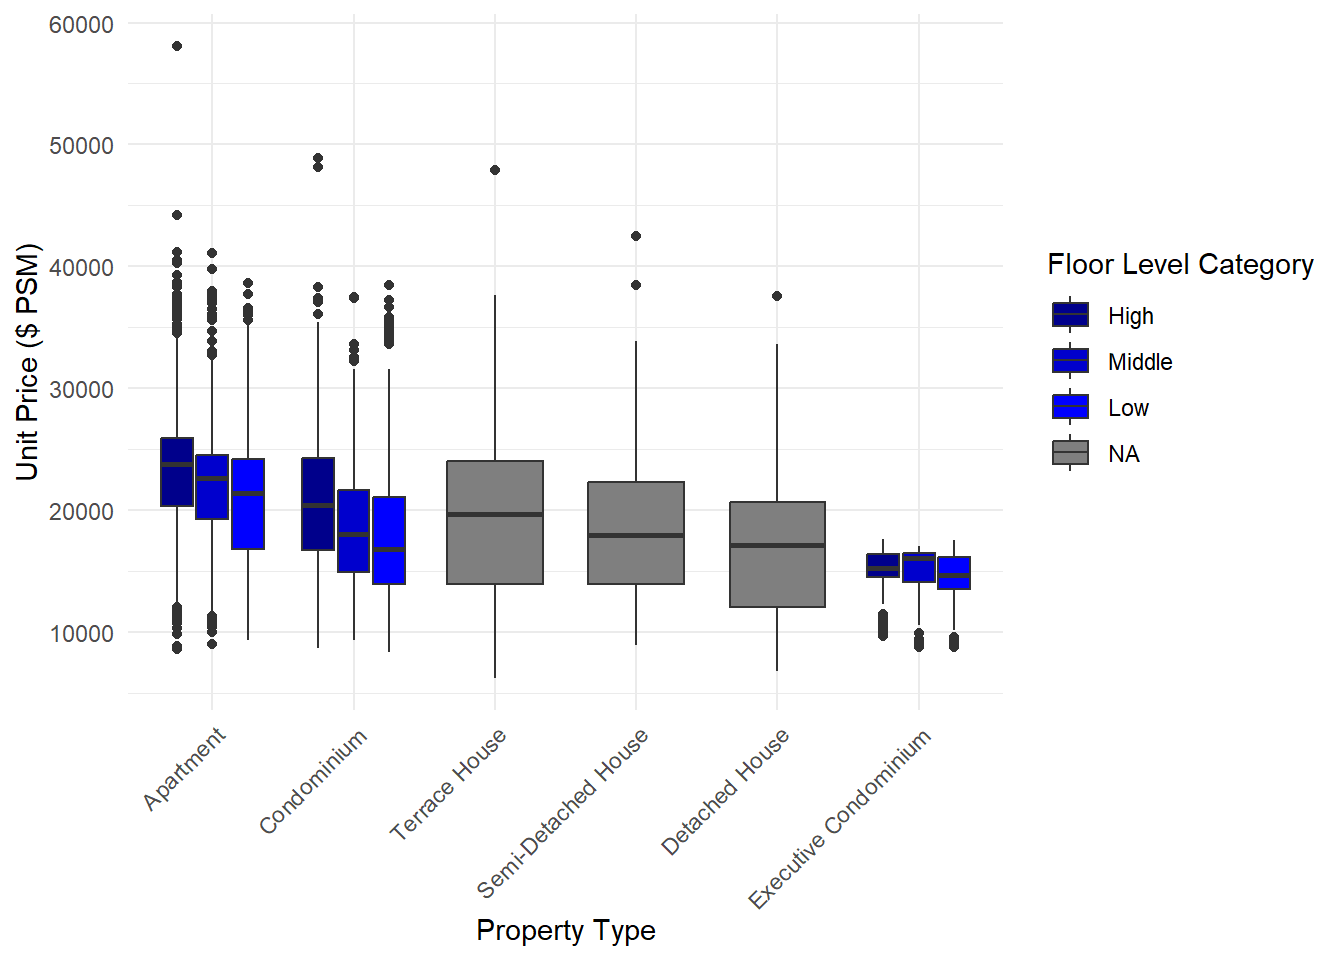 60000
50000
40000
30000
20000
10000
Unit Price ($ PSM)
Apartment
Condominium
Terrace House
Semi-Detached House
Detached House
Executive Condominium
Property Type
Floor Level Category
High
Middle
Low
NA